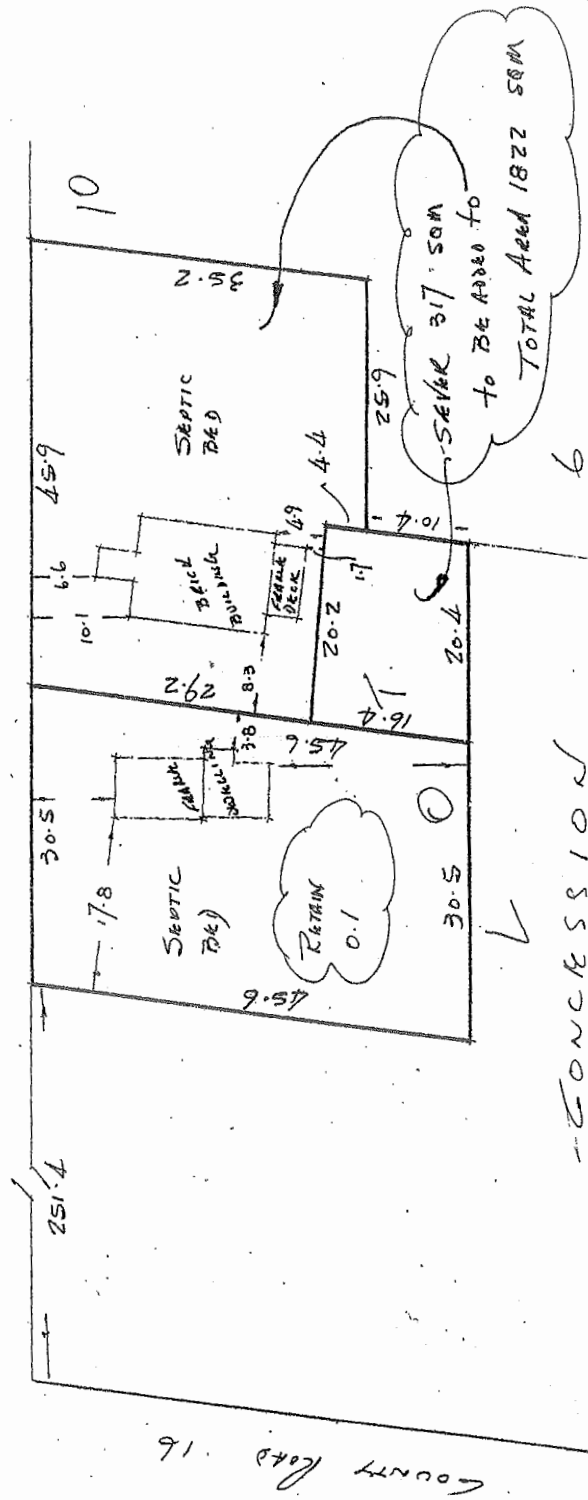 COUNTY ROAD 16
251.4
30.5
45.9
10
17.8
10.1
6.6
SEPTIC
BED
FRAME
DWELLING
3.8
29.2
8.3
BRICK
BUILDING
FRAME
DECK
4.9
SEPTIC
BED
35.2
RETAIN
0.1
45.6
45.6
16.4
20.2
1.7
4.4
25.9
10.4
20.4
30.5
SEVER 317 SQM
TO BE ADDED TO
TOTAL AREA 1822 SQM
CONCESSION